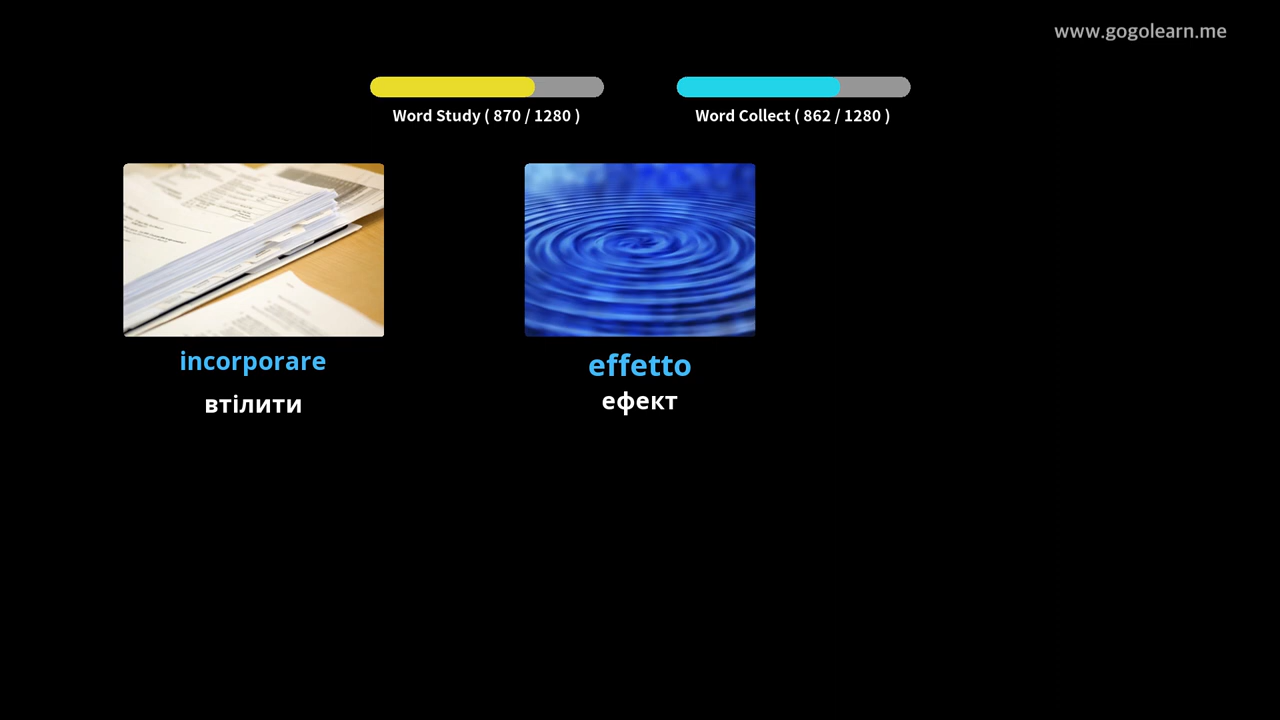 www.gogolearn.me
Word Study ( 870 / 1280 )
Word Collect ( 862 / 1280 )
incorporare
втілити
effetto
ефект